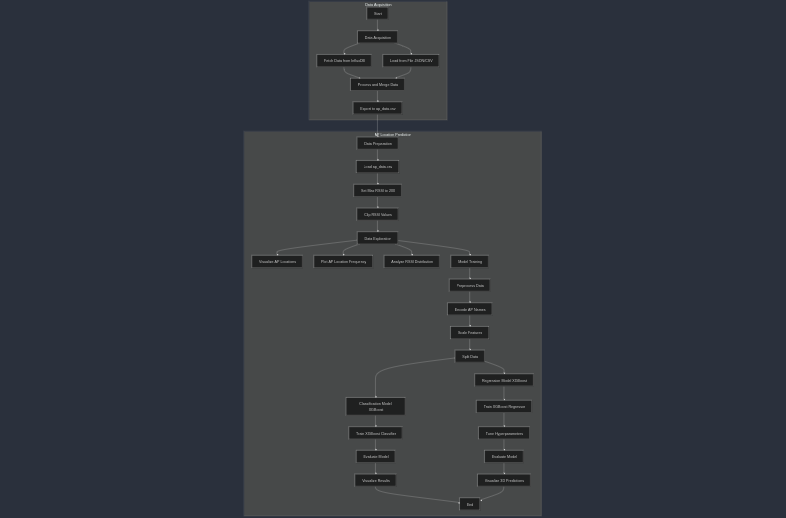 Data Acquisition
Start
Data Acquisition
Fetch Data from
Load from File JSON/CSV
Process and Merge Data
Export to ap_data.csv
AP Location Prediction
Data Preparation
Load ap_data.csv
Set Max RSSI to 200
Clip RSSI Values
Data Exploration
Visualize AP Locations
Plot AP Location Frequency
Analyze RSSI Distribution
Model Training
Preprocess Data
Encode AP Names
Scale Features
Split Data
Regression Model XGBoost
Classification Model
XGBoost
Train XGBoost Regressor
Train XGBoost Classifier
Tune Hyperparameters
Evaluate Model
Evaluate Model
Visualize Results
Visualize 3D Predictions
End